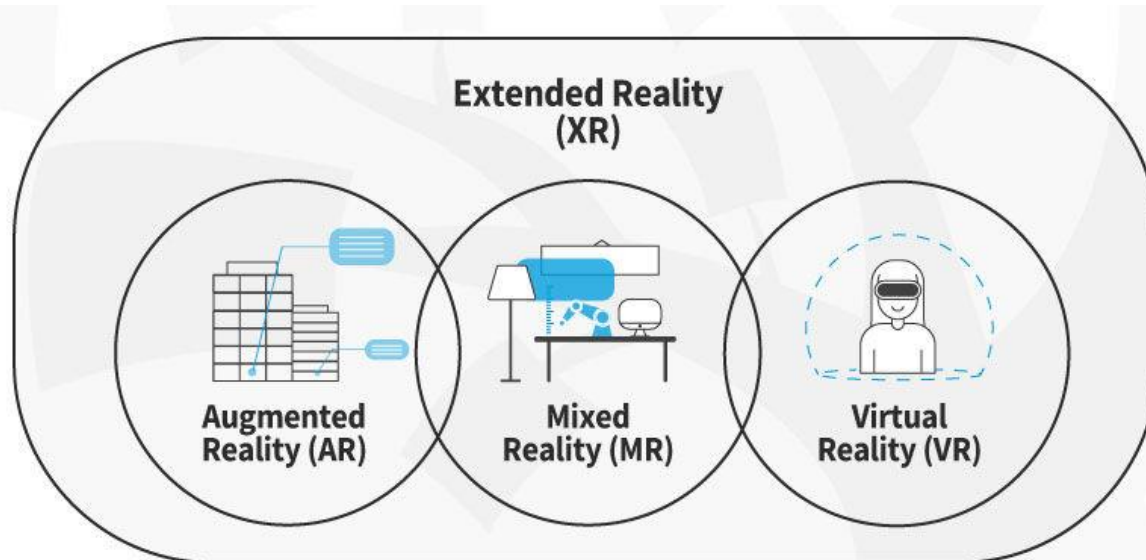 Extended Reality
(XR)
Augmented
Reality (AR)
Mixed
Reality (MR)
Virtual
Reality (VR)